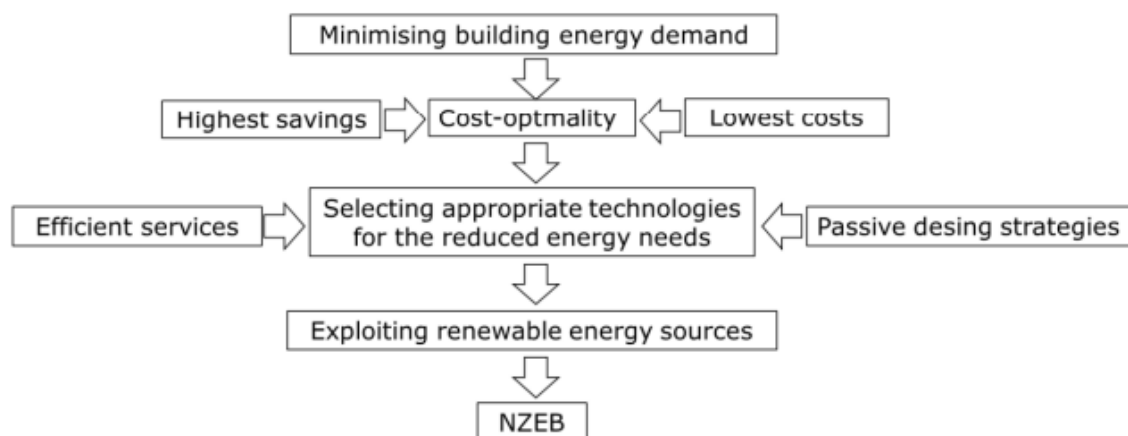 Minimising building energy demand
Highest savings
Cost-optmality
Lowest costs
Efficient services
Selecting appropriate technologies
for the reduced energy needs
Passive desing strategies
Exploiting renewable energy sources
NZEB